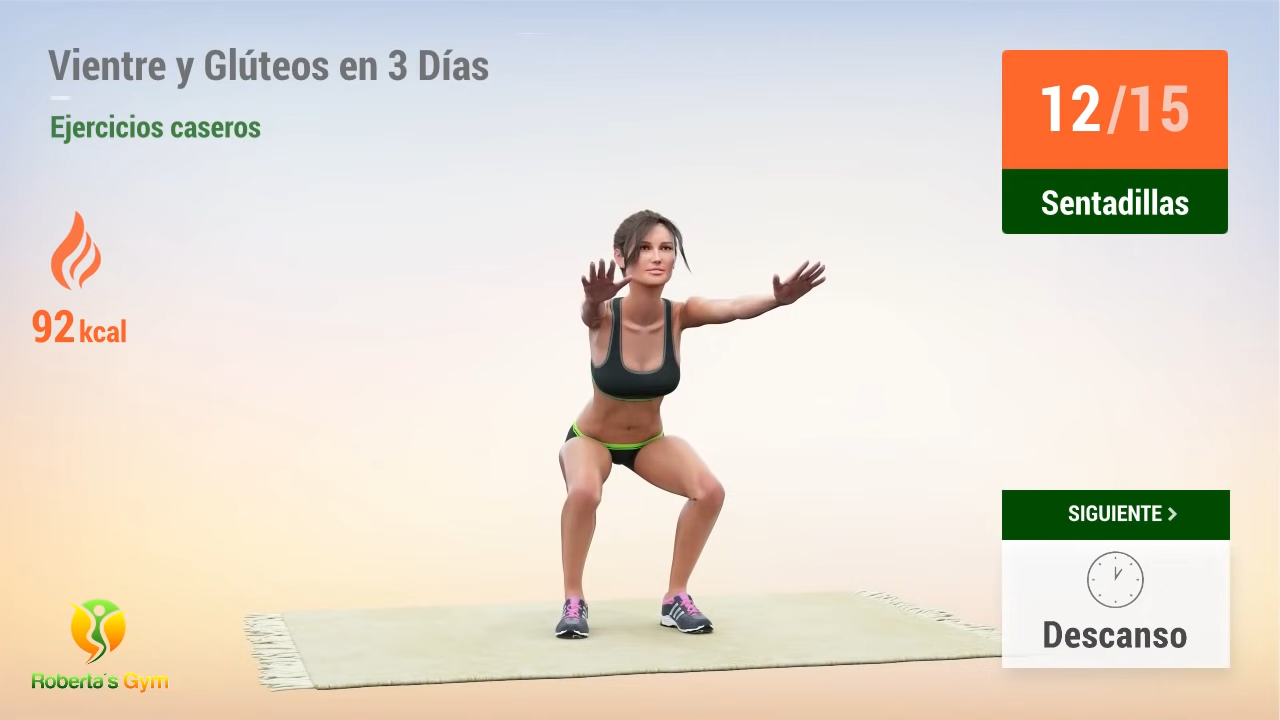 Vientre y Glúteos en 3 Días
Ejercicios caseros
12/15
Sentadillas
92 kcal
SIGUIENTE >
Descanso
Roberta´s Gym